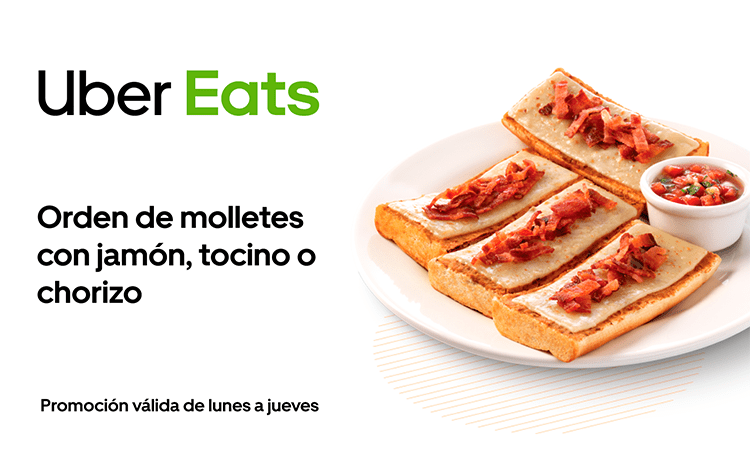 Uber Eats
Orden de molletes
con jamón, tocino o
chorizo
Promoción válida de lunes a jueves